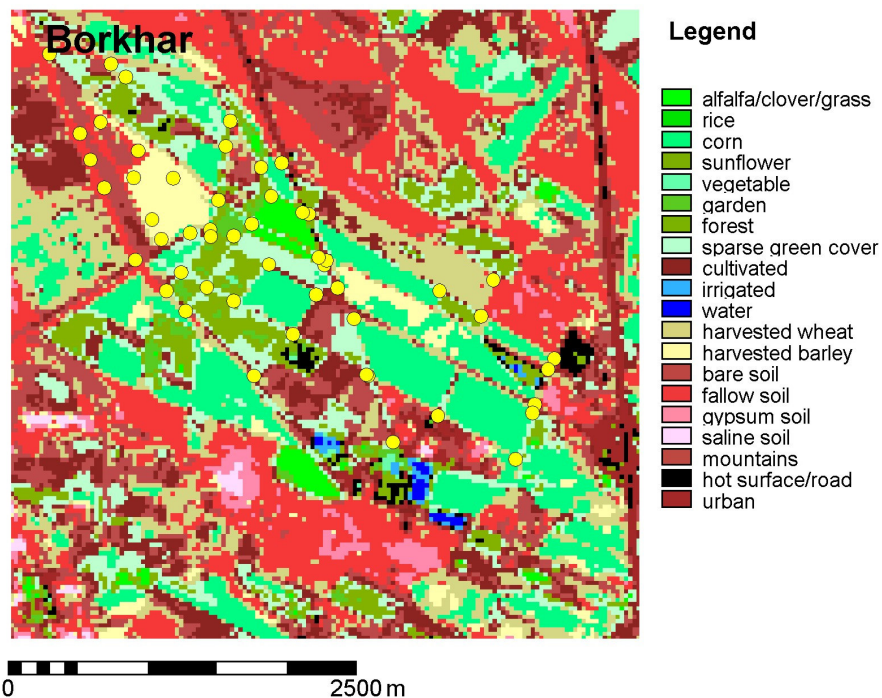 Borkhar
Legend
alfalfa/clover/grass
rice
corn
sunflower
vegetable
garden
forest
sparse green cover
cultivated
irrigated
water
harvested wheat
harvested barley
bare soil
fallow soil
gypsum soil
saline soil
mountains
hot surface/road
urban
0 2500 m